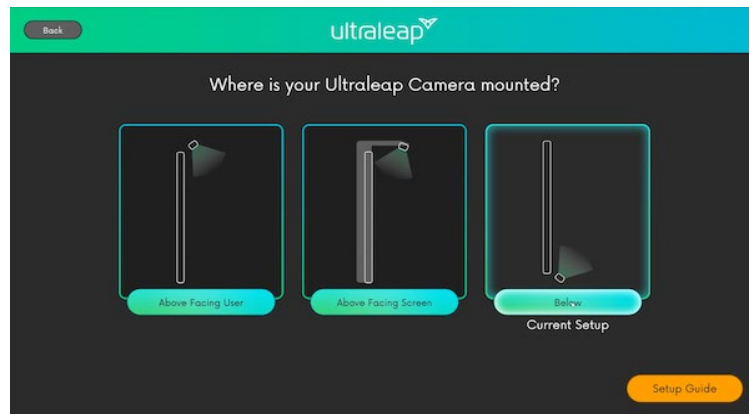 Back
ultraleap
Where is your Ultraleap Camera mounted?
Above Facing User
Above Facing Screen
Below
Current Setup
Setup Guide